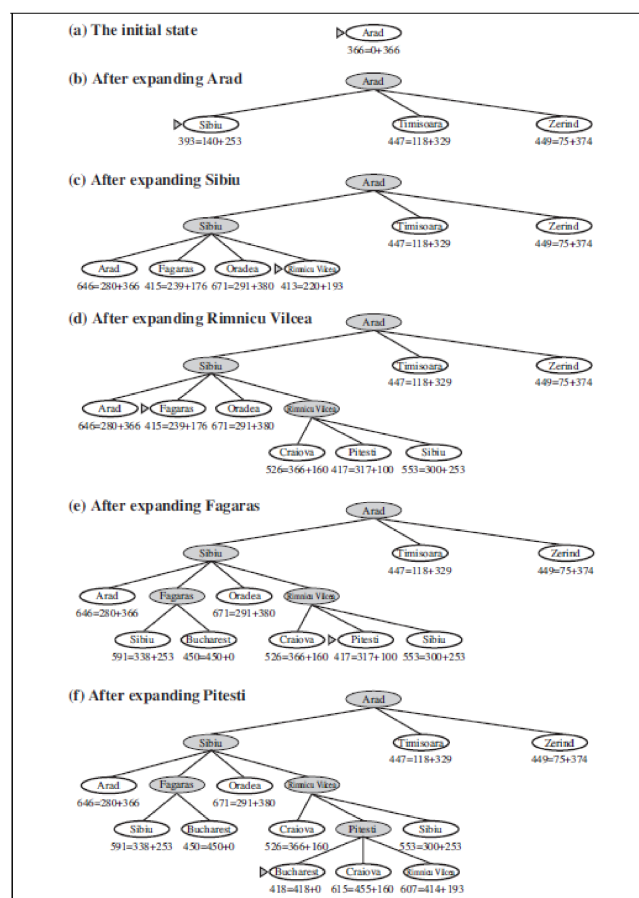 (a) The initial state
Arad
366=0+366
(b) After expanding Arad
Arad
Sibiu Timisoara Zerind
393=140+253 447=118+329 449=75+374
(c) After expanding Sibiu
Arad
Sibiu Timisoara Zerind
447=118+329 449=75+374
Arad Fagaras Oradea Rimnicu Vilcea
646=280+366 415=239+176 671=291+380 413=220+193
(d) After expanding Rimnicu Vilcea
Arad
Sibiu Timisoara Zerind
447=118+329 449=75+374
Arad Fagaras Oradea Rimnicu Vilcea
646=280+366 415=239+176 671=291+380
Craiova Pitesti Sibiu
526=366+160 417=317+100 553=300+253
(e) After expanding Fagaras
Arad
Sibiu Timisoara Zerind
447=118+329 449=75+374
Arad Fagaras Oradea Rimnicu Vilcea
646=280+366 671=291+380
Sibiu Bucharest Craiova Pitesti Sibiu
591=338+253 450=450+0 526=366+160 417=317+100 553=300+253
(f) After expanding Pitesti
Arad
Sibiu Timisoara Zerind
447=118+329 449=75+374
Arad Fagaras Oradea Rimnicu Vilcea
646=280+366 671=291+380
Sibiu Bucharest Craiova Pitesti Sibiu
591=338+253 450=450+0 526=366+160 553=300+253
Bucharest Craiova Rimnicu Vilcea
418=418+0 615=455+160 607=414+193